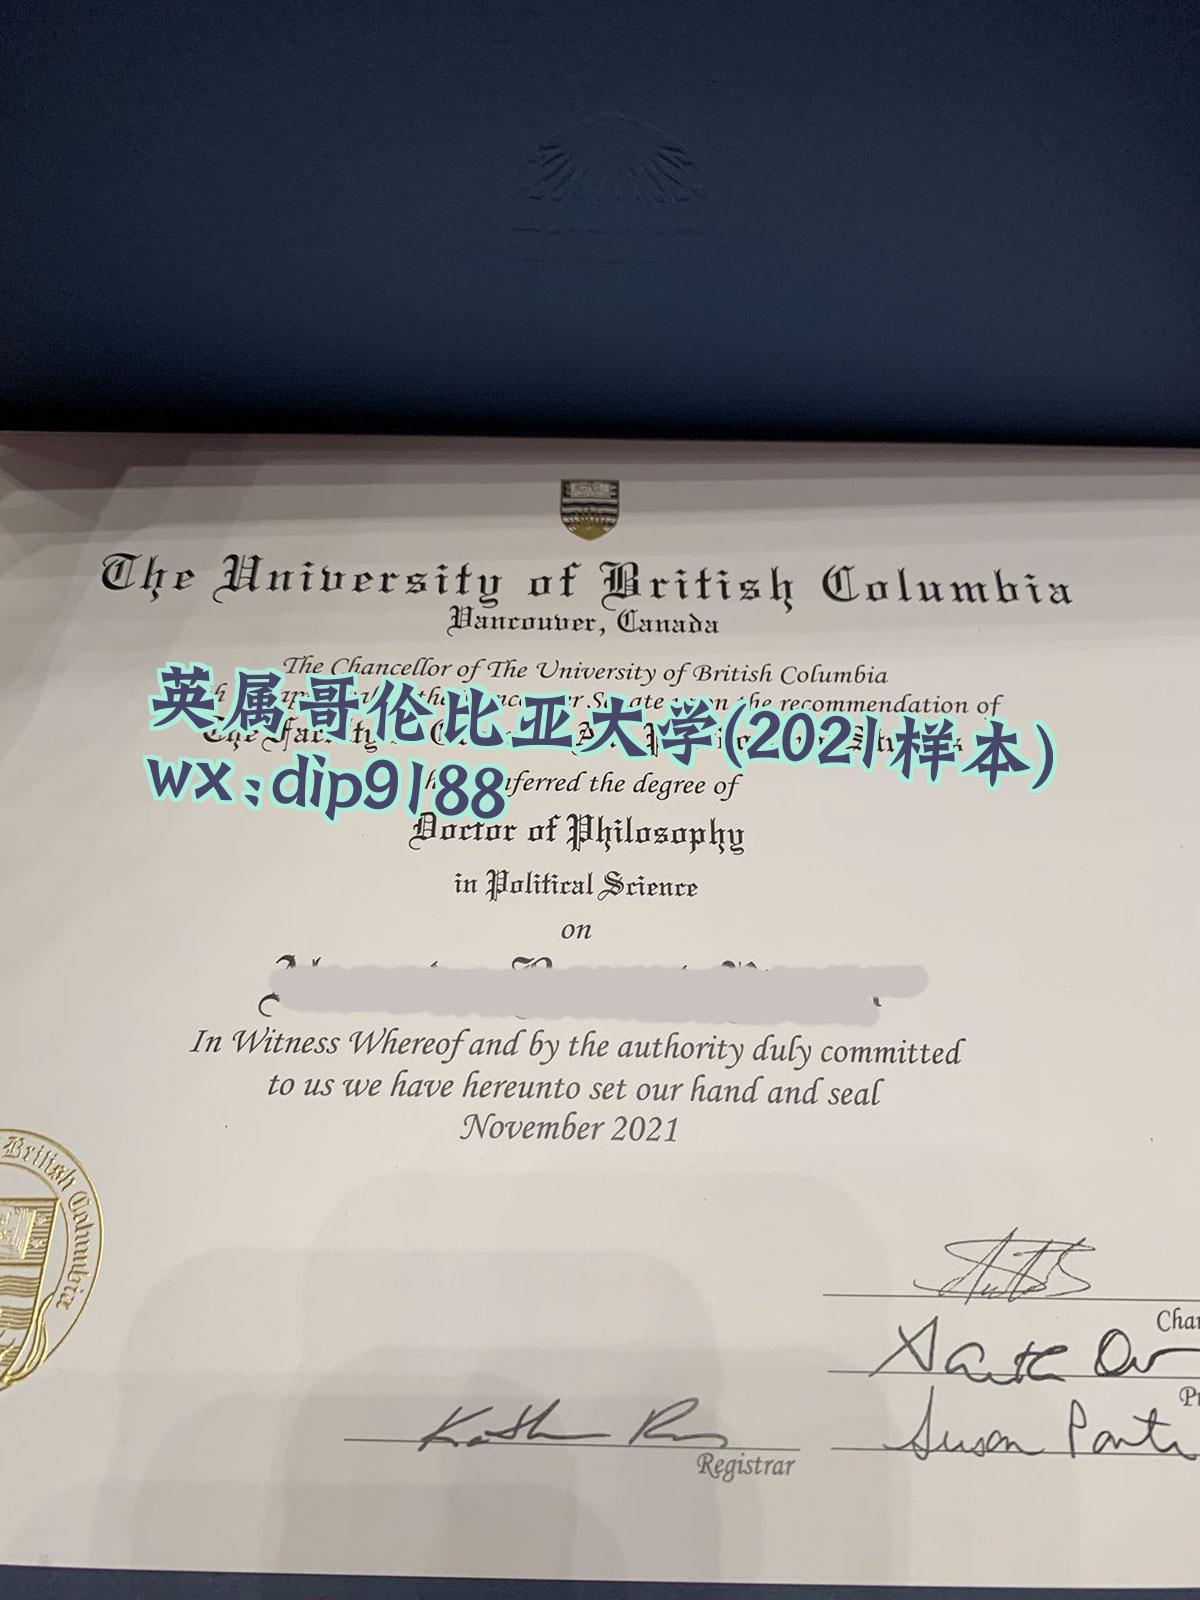 The University of British Columbia
Vancouver, Canada
The Chancellor of The University of British Columbia
the recommendation of
英属哥伦比亚大学(2021样本)
wx:dip9188
the degree of
Doctor of Philosophy
in Political Science
on
In Witness Whereof and by the authority duly committed
to us we have hereunto set our hand and seal
November 2021
British Columbia
Registrar